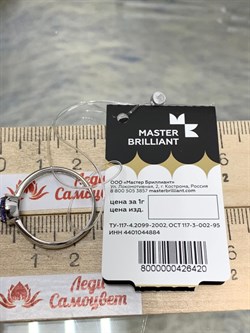 MASTER
BRILLIANT
ООО «Мастер Бриллиант»
Ул. Локомотивная, 2, г. Кострома, Россия
8 800 505 3857 masterbrilliant.com
цена за 1г
цена изд.
ТУ-117-4.2099-2002, ОСТ 117-3-002-95
ИНН 4401044884
8000000426420
Леди
Самоцвет
Леди
Самоцвет